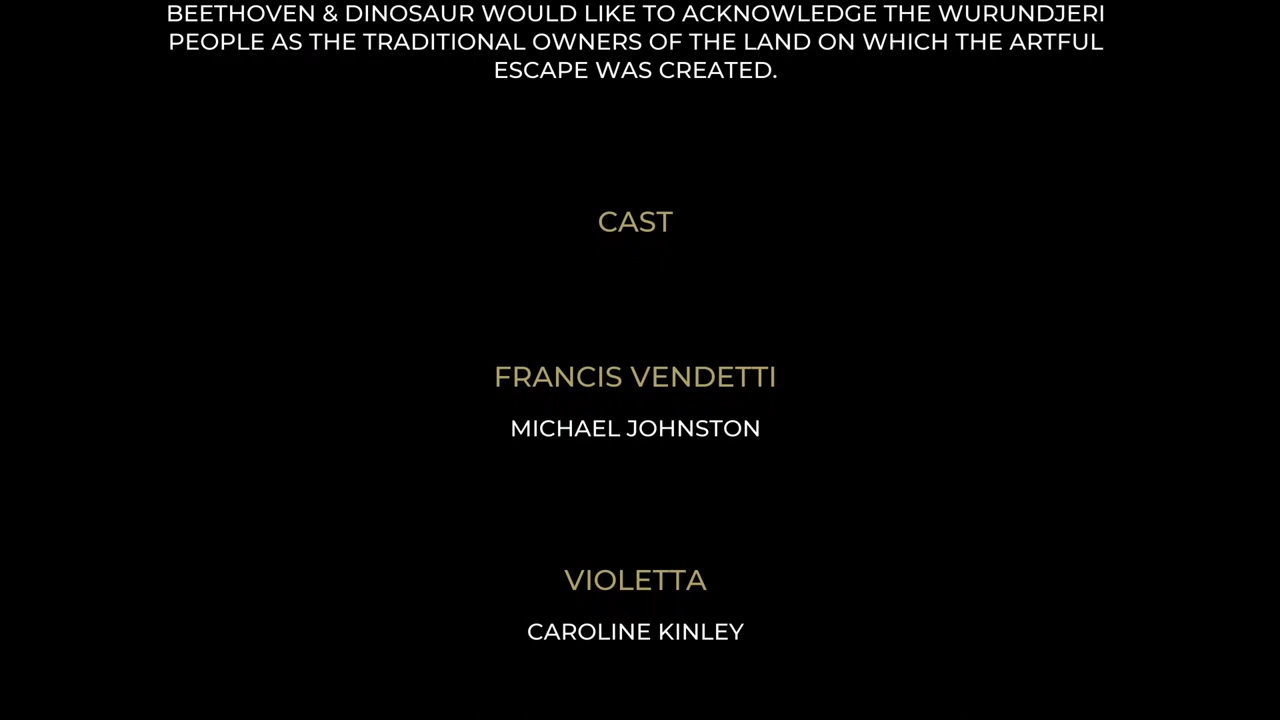 BEETHOVEN & DINOSAUR WOULD LIKE TO ACKNOWLEDGE THE WURUNDJERI
PEOPLE AS THE TRADITIONAL OWNERS OF THE LAND ON WHICH THE ARTFUL
ESCAPE WAS CREATED.
CAST
FRANCIS VENDETTI
MICHAEL JOHNSTON
VIOLETTA
CAROLINE KINLEY